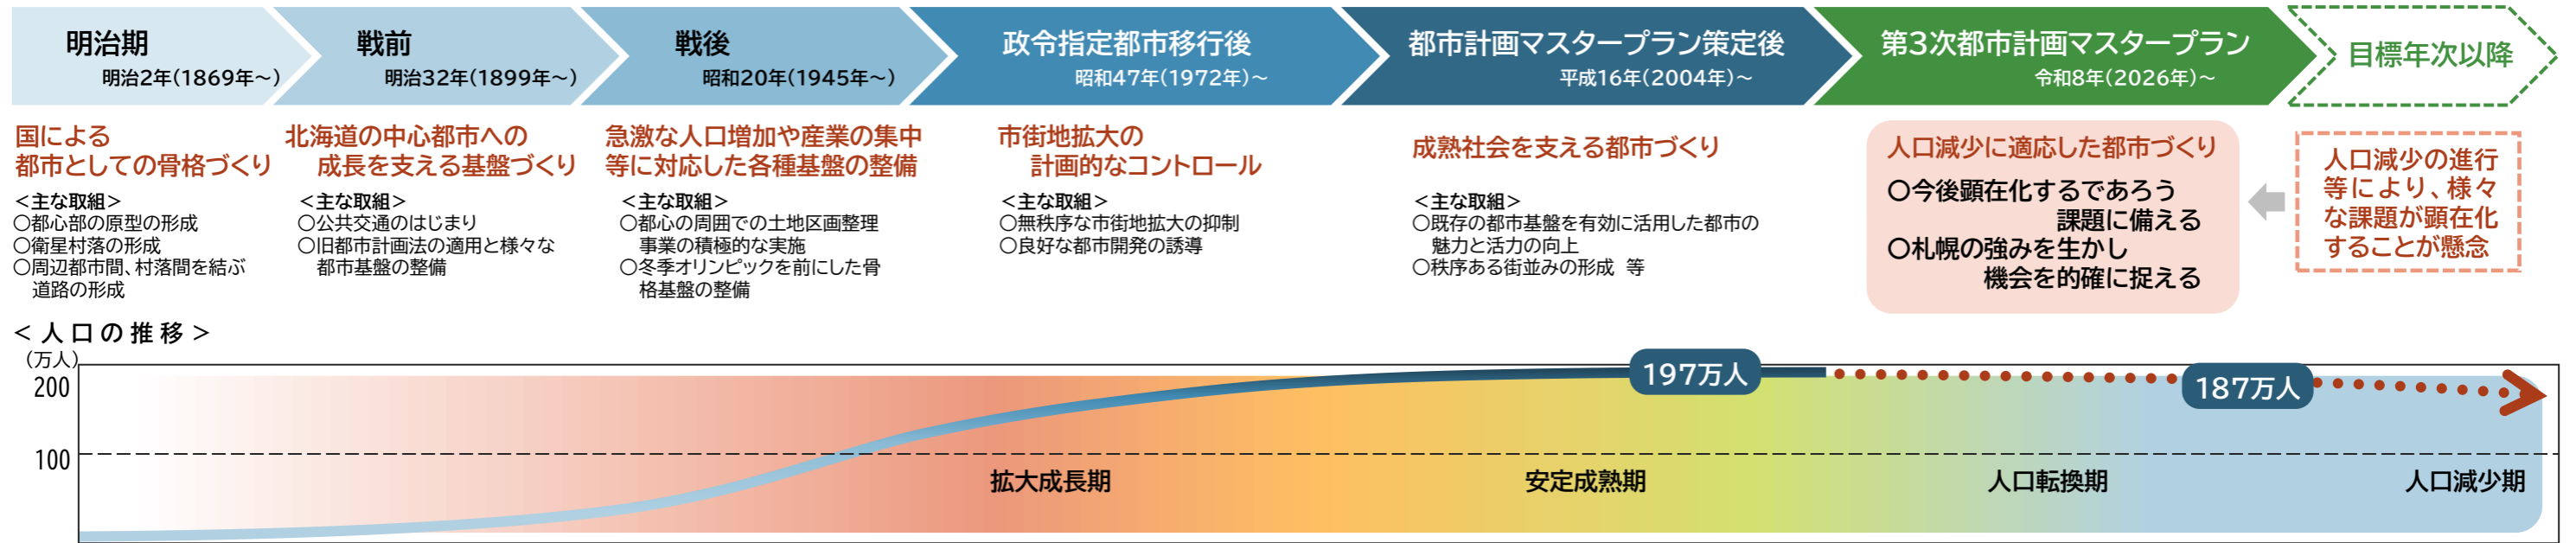 明治期
明治2年(1869年～)
戦前
明治32年(1899年～)
戦後
昭和20年(1945年～)
政令指定都市移行後
昭和47年(1972年)～
都市計画マスタープラン策定後
平成16年(2004年)～
第3次都市計画マスタープラン
令和8年(2026年)～
目標年次以降
国による
都市としての骨格づくり
＜主な取組＞
○都心部の原型の形成
○衛星村落の形成
○周辺都市間、村落間を結ぶ
道路の形成
北海道の中心都市への
成長を支える基盤づくり
＜主な取組＞
○公共交通のはじまり
○旧都市計画法の適用と様々な
都市基盤の整備
急激な人口増加や産業の集中
等に対応した各種基盤の整備
＜主な取組＞
○都心の周囲での土地区画整理
事業の積極的な実施
○冬季オリンピックを前にした骨
格基盤の整備
市街地拡大の
計画的なコントロール
＜主な取組＞
○無秩序な市街地拡大の抑制
○良好な都市開発の誘導
成熟社会を支える都市づくり
＜主な取組＞
○既存の都市基盤を有効に活用した都市の
魅力と活力の向上
○秩序ある街並みの形成 等
人口減少に適応した都市づくり
○今後顕在化するであろう
課題に備える
○札幌の強みを生かし
機会を的確に捉える
人口減少の進行
等により、様々
な課題が顕在化
することが懸念
＜人口の推移＞
(万人)
200
100
197万人
187万人
拡大成長期
安定成熟期
人口転換期
人口減少期